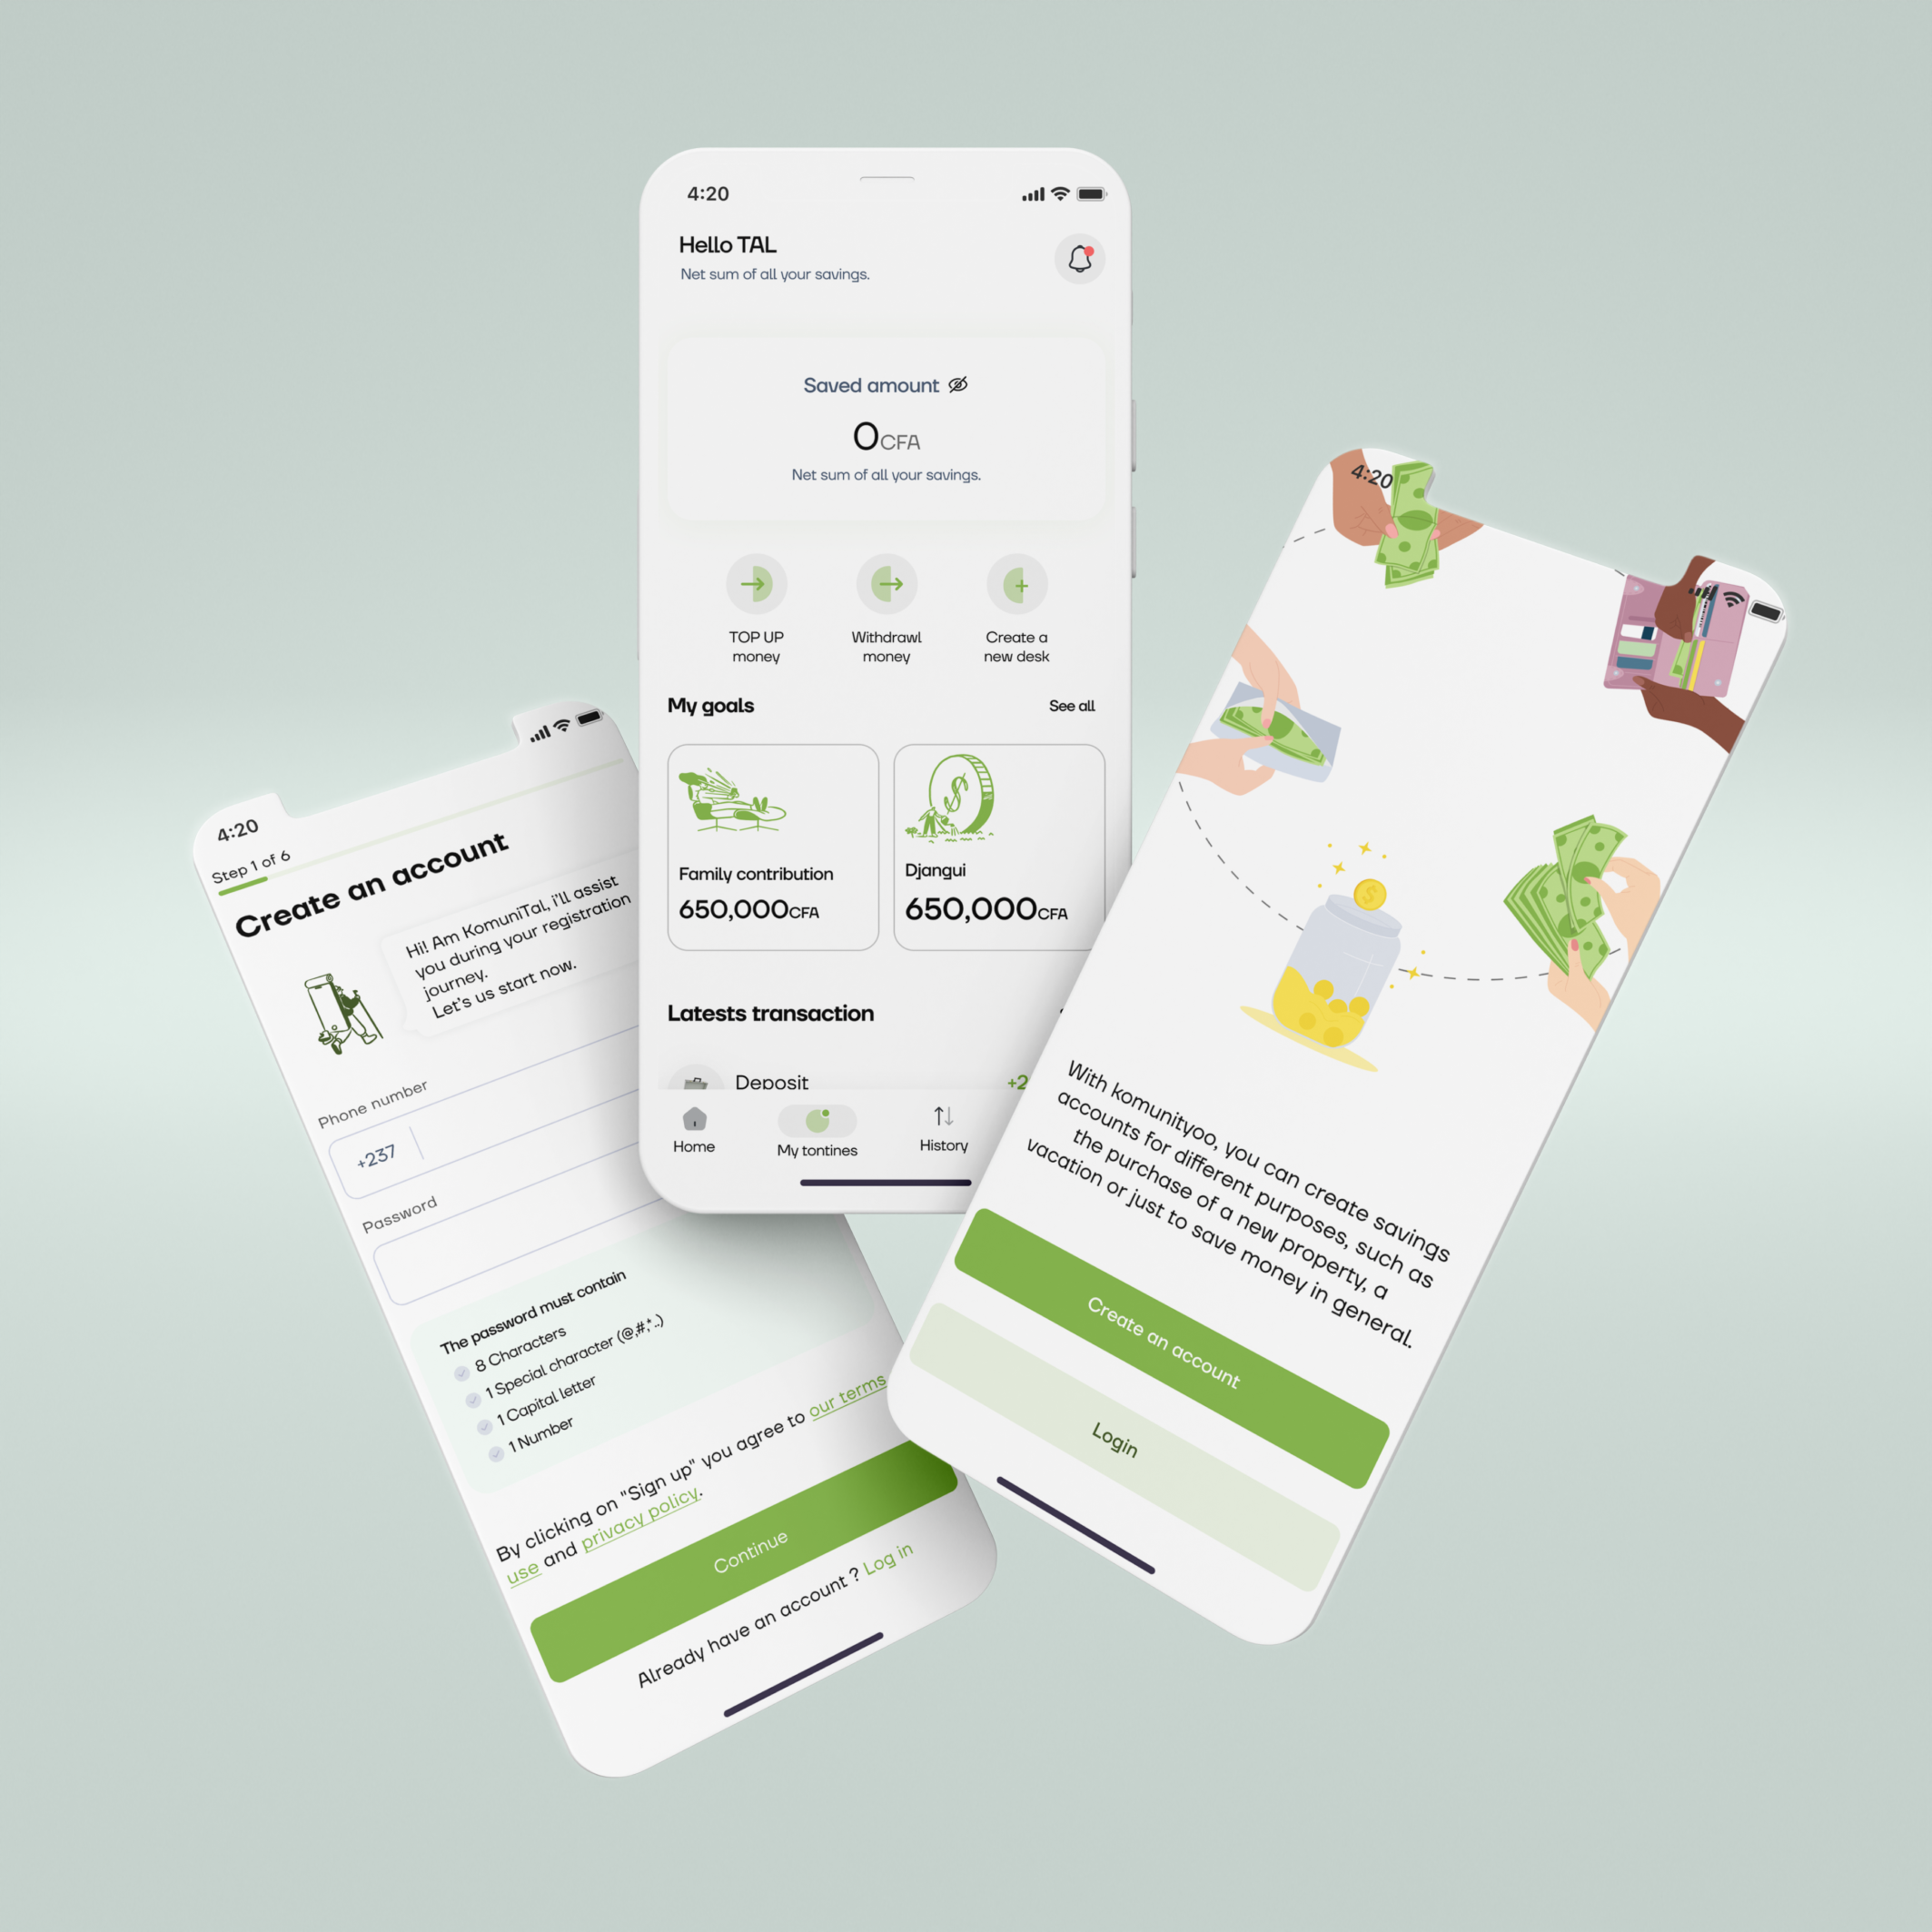 4:20
Hello TAL
Net sum of all your savings.
Saved amount
0CFA
Net sum of all your savings.
TOP UP
money
Withdrawl
money
Create a
new desk
My goals
See all
Family contribution
650,000CFA
Djangui
650,000CFA
Latests transaction
Deposit
+2
Home
My tontines
History
4:20
Step 1 of 6
Create an account
Hi! Am KomuniTal, i'll assist
you during your registration
journey.
Let's us start now.
Phone number
+237
Password
The password must contain
8 Characters
1 Special character (@,#,*..)
1 Capital letter
1 Number
By clicking on "Sign up" you agree to our terms
use and privacy policy.
Continue
Already have an account ? Log in
4:20
With komunityoo, you can create savings
accounts for different purposes, such as
the purchase of a new property, a
vacation or just to save money in general.
Create an account
Login